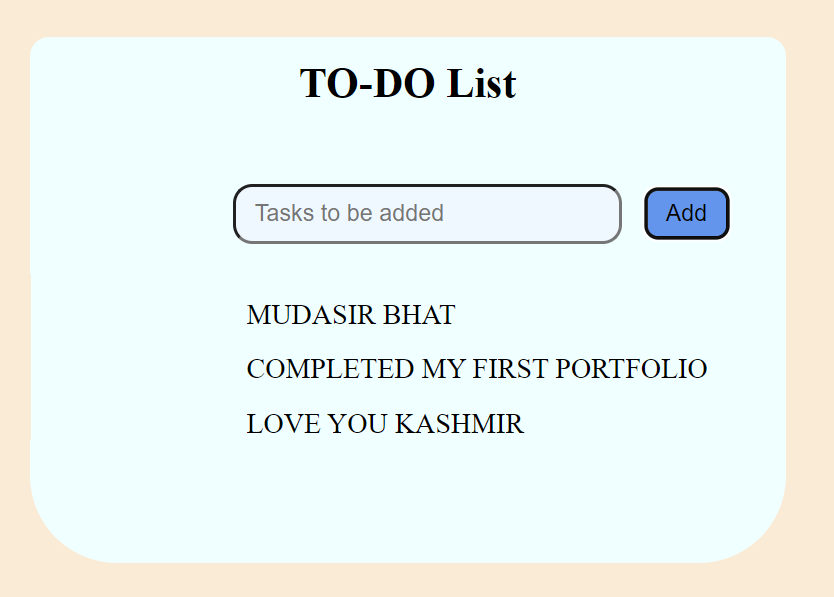 TO-DO List
Tasks to be added
Add
MUDASIR BHAT
COMPLETED MY FIRST PORTFOLIO
LOVE YOU KASHMIR